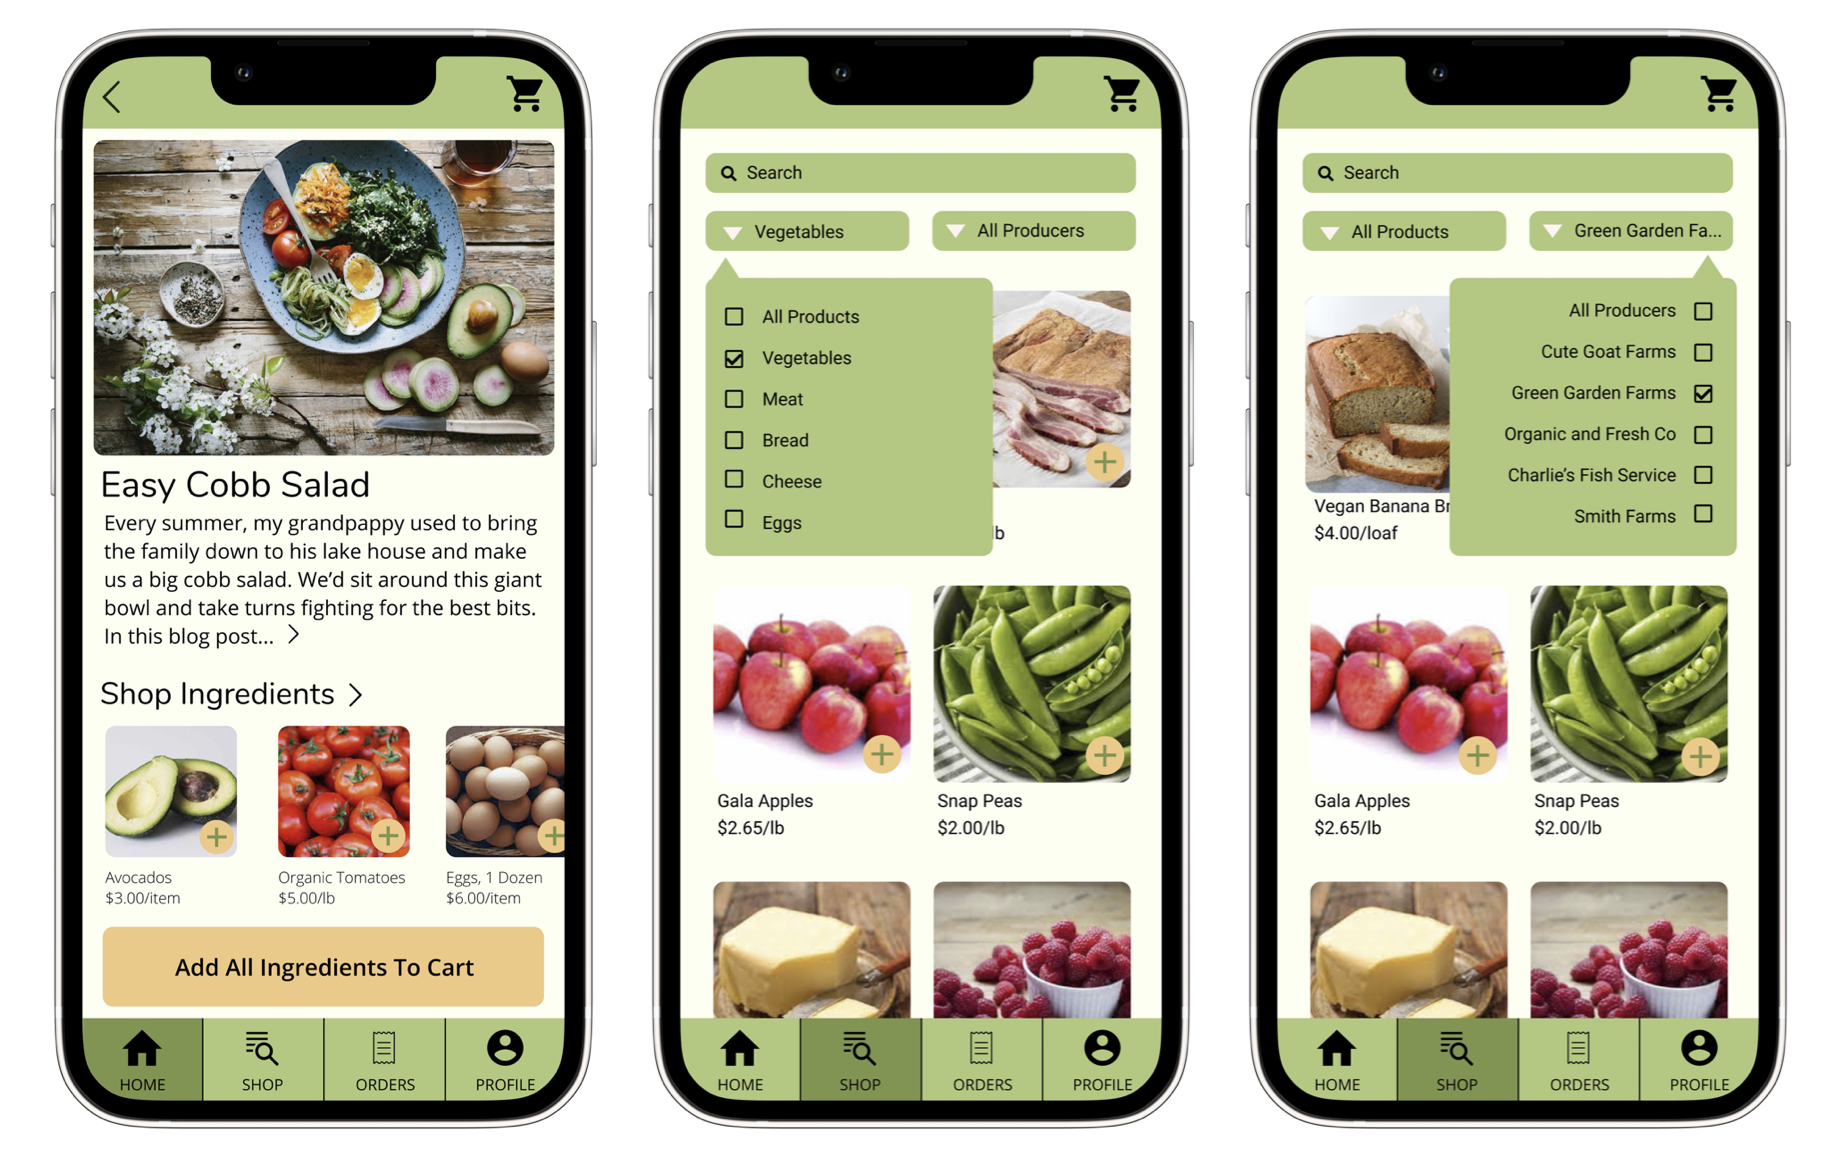 Easy Cobb Salad
Every summer, my grandpappy used to bring
the family down to his lake house and make
us a big cobb salad. We'd sit around this giant
bowl and take turns fighting for the best bits.
In this blog post...
Shop Ingredients
Avocados
$3.00/item
Organic Tomatoes
$5.00/lb
Eggs, 1 Dozen
$6.00/item
Add All Ingredients To Cart
HOME
SHOP
ORDERS
PROFILE
Search
Vegetables
All Producers
All Products
Vegetables
Meat
Bread
Cheese
Eggs
lb
Gala Apples
$2.65/lb
Snap Peas
$2.00/lb
HOME
SHOP
ORDERS
PROFILE
Search
All Products
Green Garden Fa...
All Producers
Cute Goat Farms
Green Garden Farms
Organic and Fresh Co
Charlie's Fish Service
Smith Farms
Vegan Banana Br
$4.00/loaf
Gala Apples
$2.65/lb
Snap Peas
$2.00/lb
HOME
SHOP
ORDERS
PROFILE